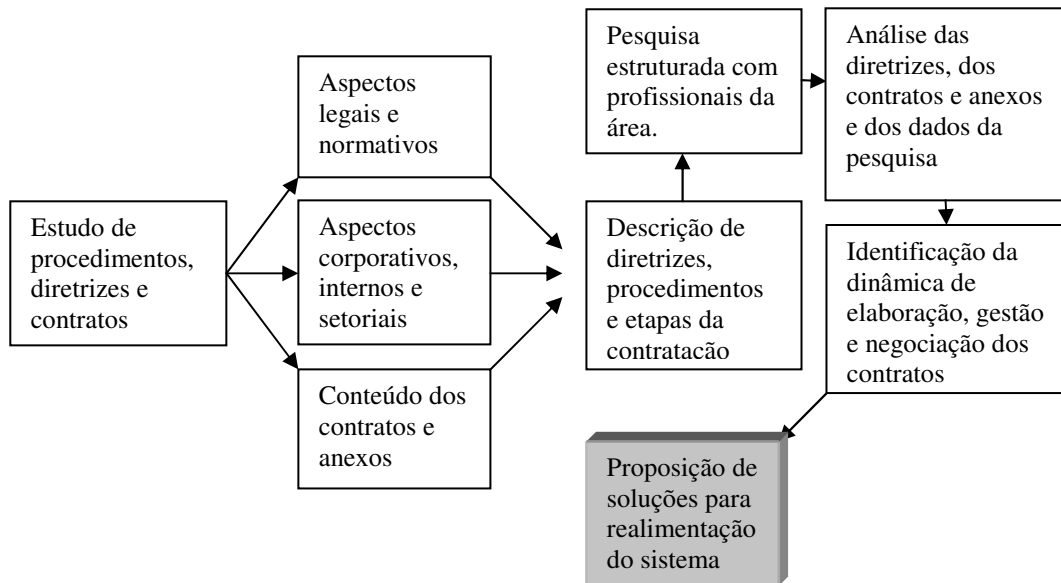 Estudo de
procedimentos,
diretrizes e
contratos
Aspectos
legais e
normativos
Aspectos
corporativos,
internos e
setoriais
Conteúdo dos
contratos e
anexos
Descrição de
diretrizes,
procedimentos
e etapas da
contratacão
Pesquisa
estruturada com
profissionais da
área.
Análise das
diretrizes, dos
contratos e anexos
e dos dados da
pesquisa
Identificação da
dinâmica de
elaboração, gestão
e negociação dos
contratos
Proposição de
soluções para
realimentação
do sistema